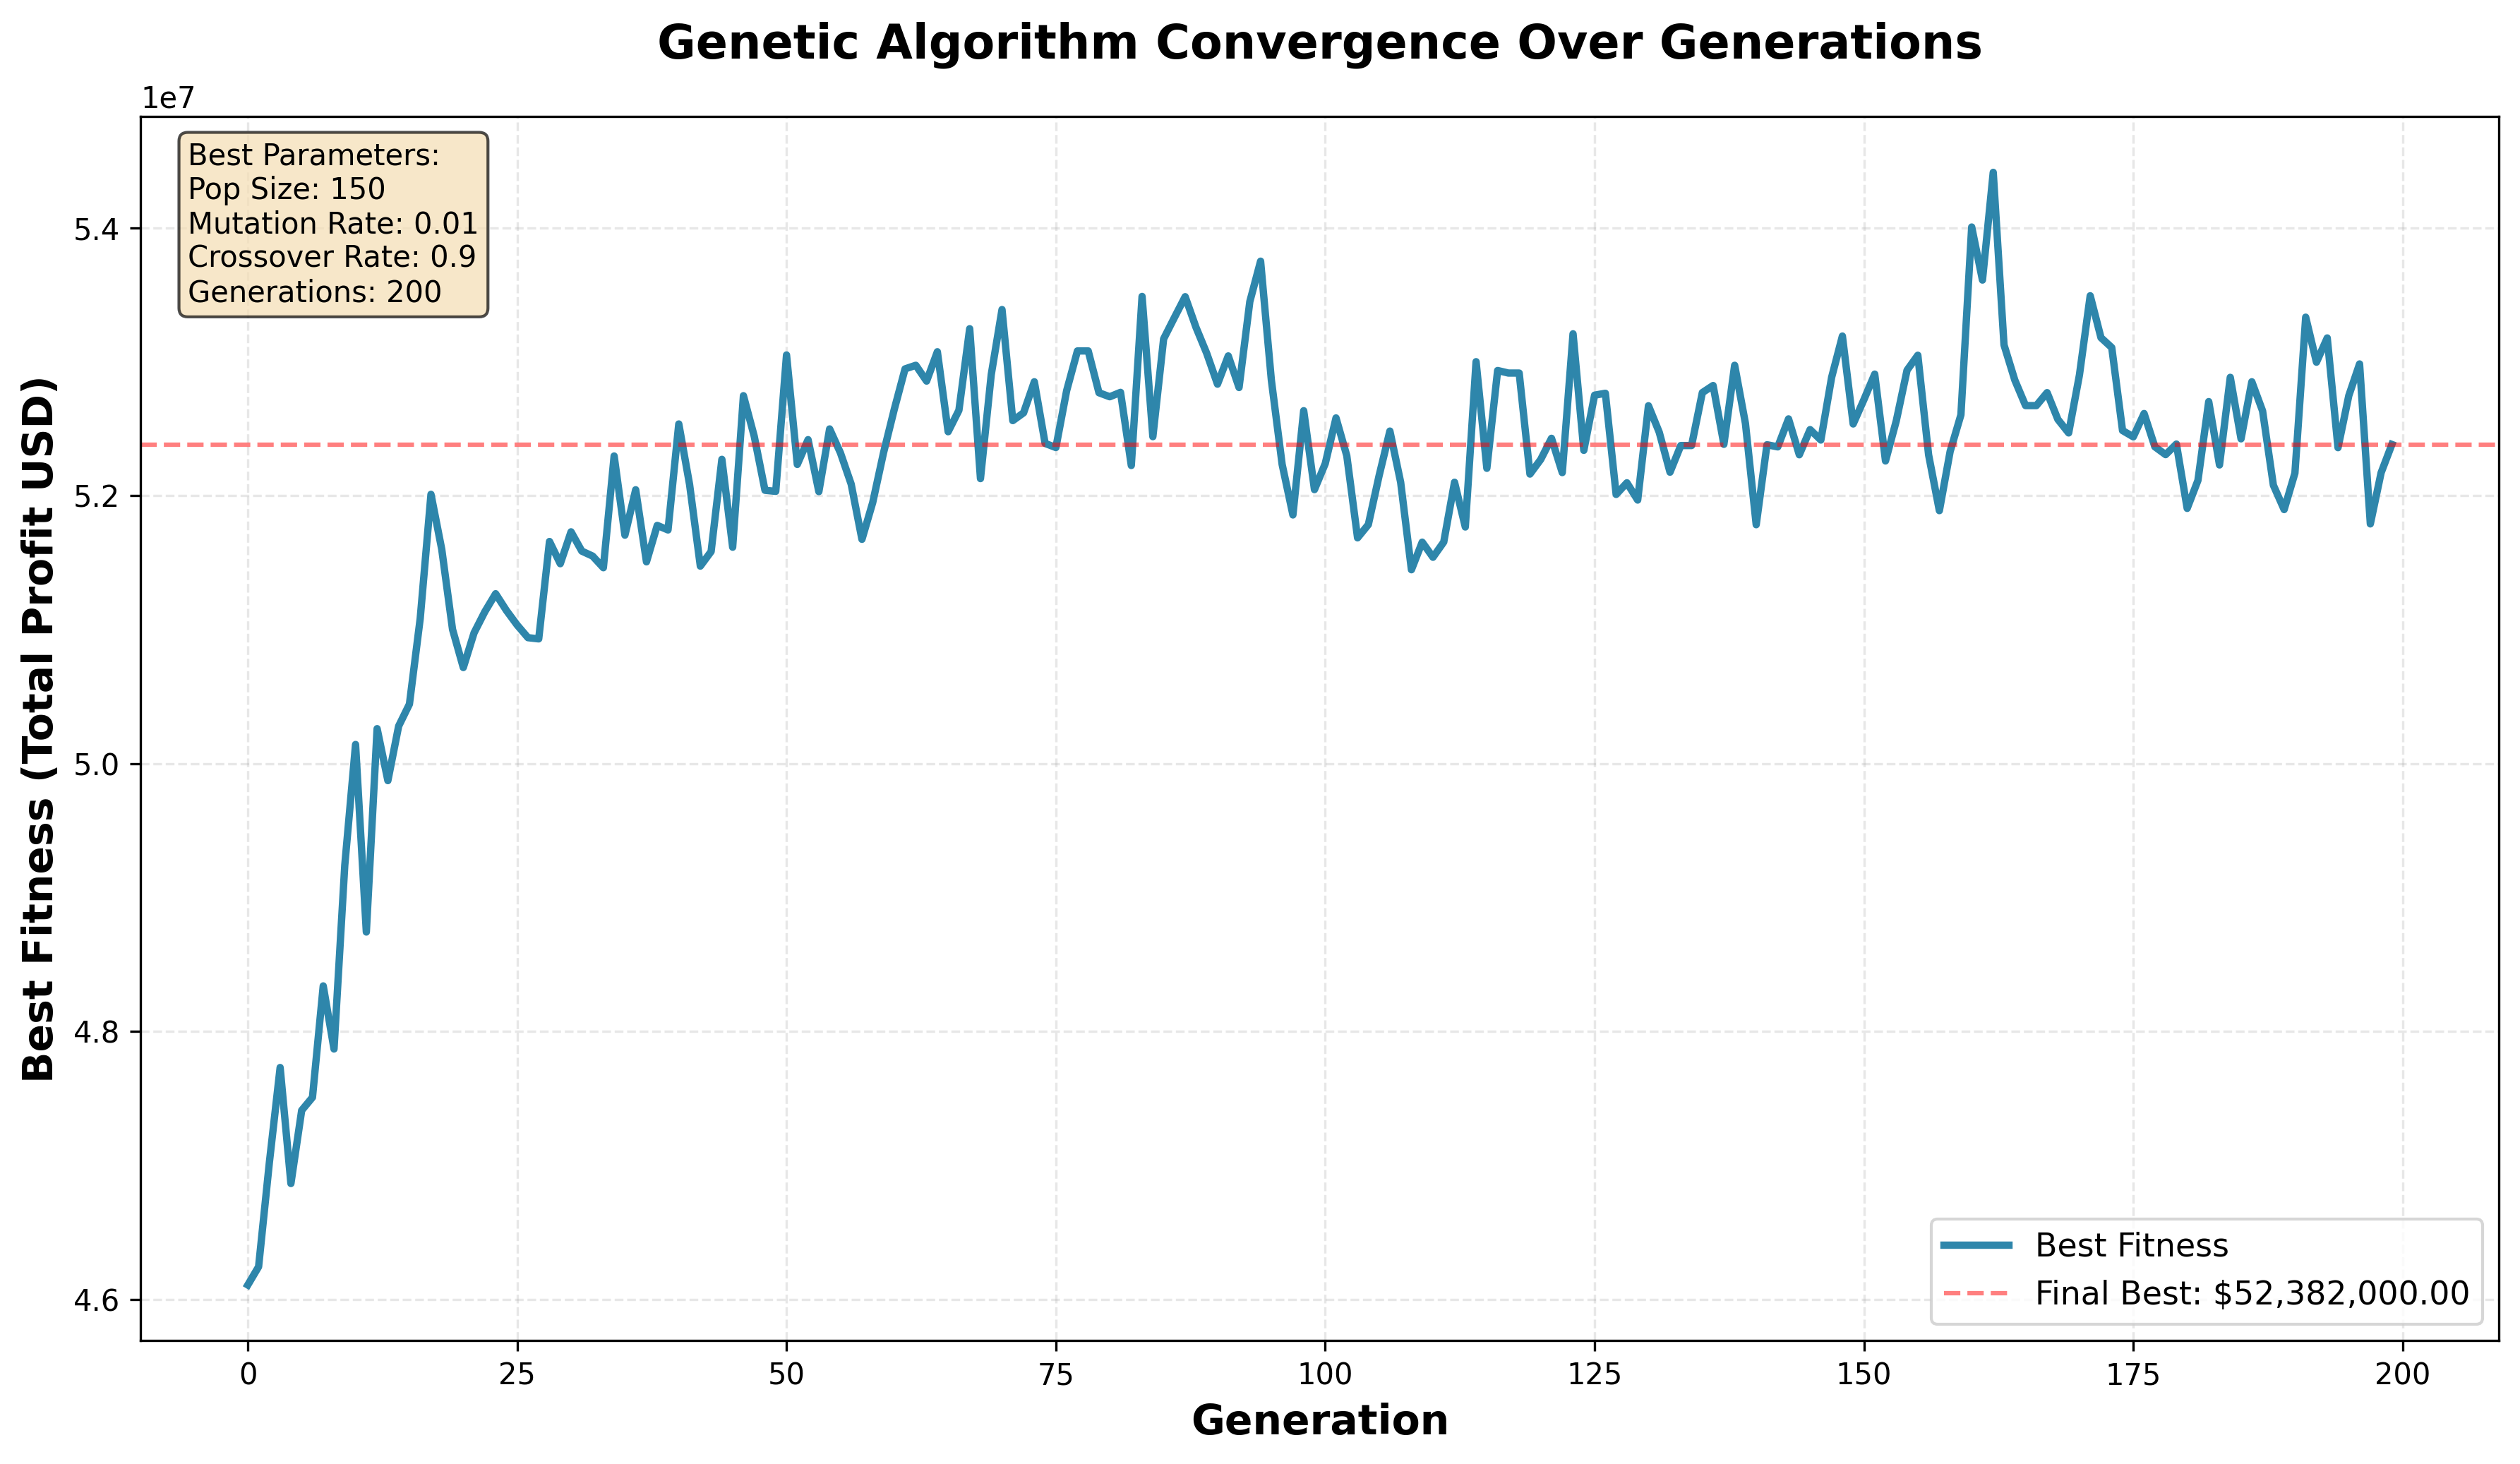 Genetic Algorithm Convergence Over Generations
1e7
Best Parameters:
Pop Size: 150
Mutation Rate: 0.01
Crossover Rate: 0.9
Generations: 200
Best Fitness (Total Profit USD)
5.4
5.2
5.0
4.8
4.6
Best Fitness
Final Best: $52,382,000.00
0 25 50 75 100 125 150 175 200
Generation